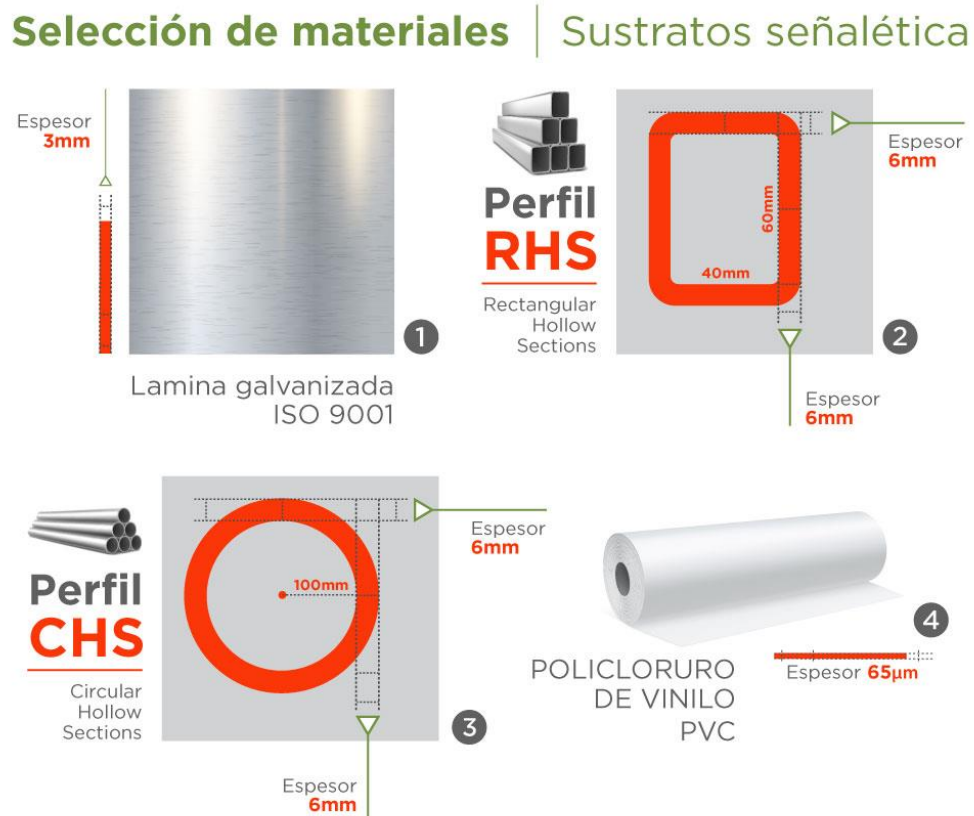 Selección de materiales | Sustratos señalética
Espesor
3mm
1
Lamina galvanizada
ISO 9001
Perfil
RHS
Rectangular
Hollow
Sections
60mm
40mm
Espesor
6mm
2
Espesor
6mm
Perfil
CHS
Circular
Hollow
Sections
100mm
Espesor
6mm
3
Espesor
6mm
4
POLICLORURO
DE VINILO
PVC
Espesor 65µm